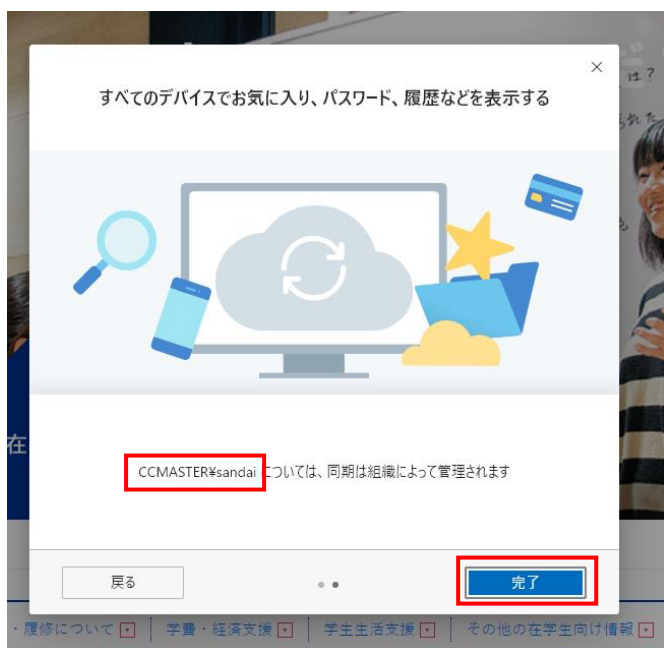 は?
×
すべてのデバイスでお気に入り、パスワード、履歴などを表示する
在
CCMASTER¥sandai については、同期は組織によって管理されます
戻る
完了
・履修について
学費・経済支援
学生生活支援
その他の在学生向け情報